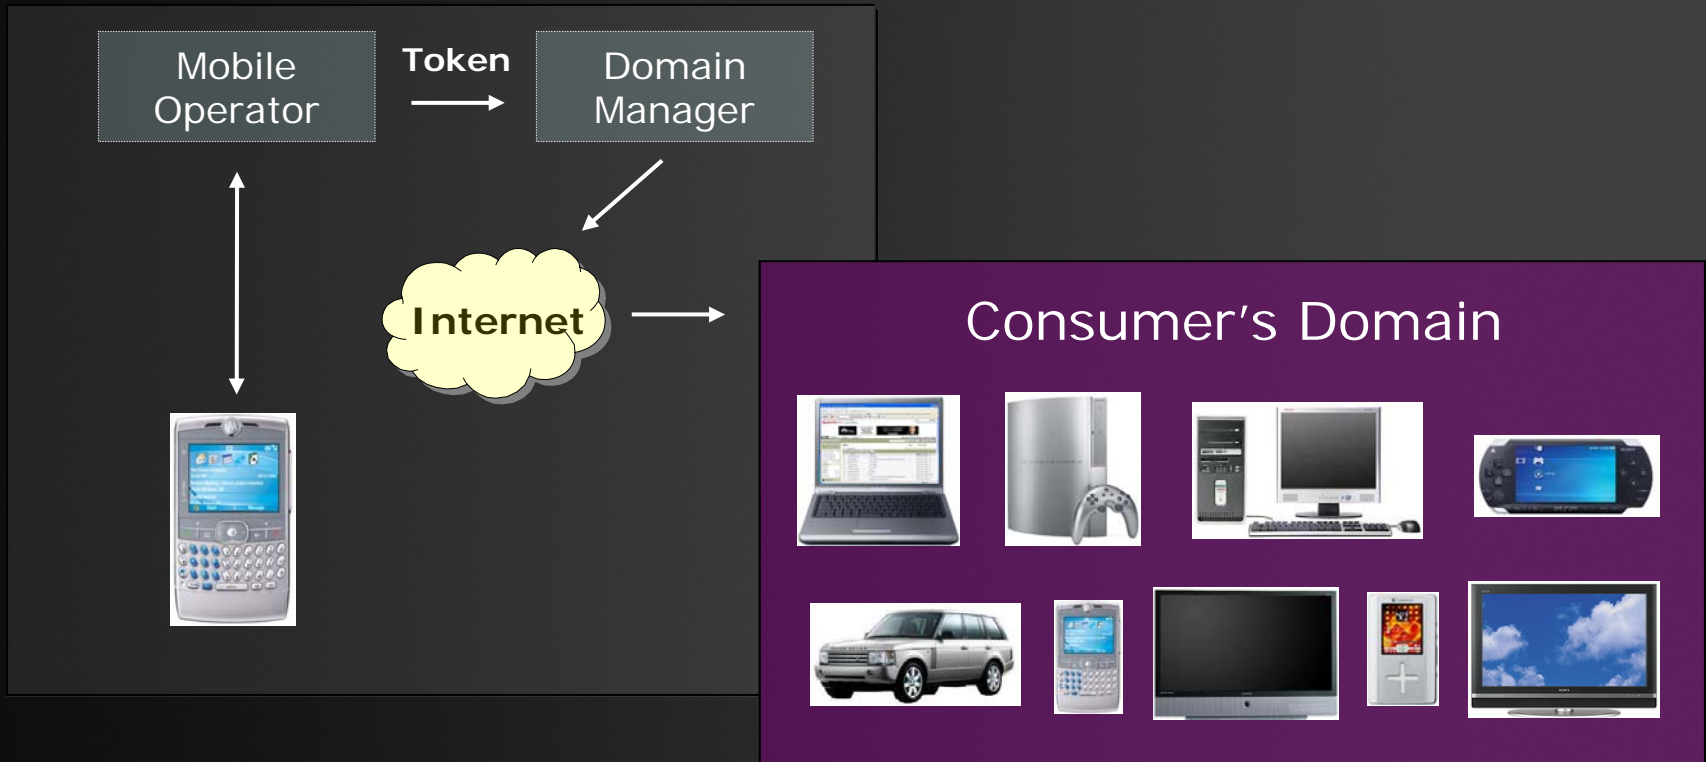 Mobile
Operator
Token
Domain
Manager
Internet
Consumer's Domain